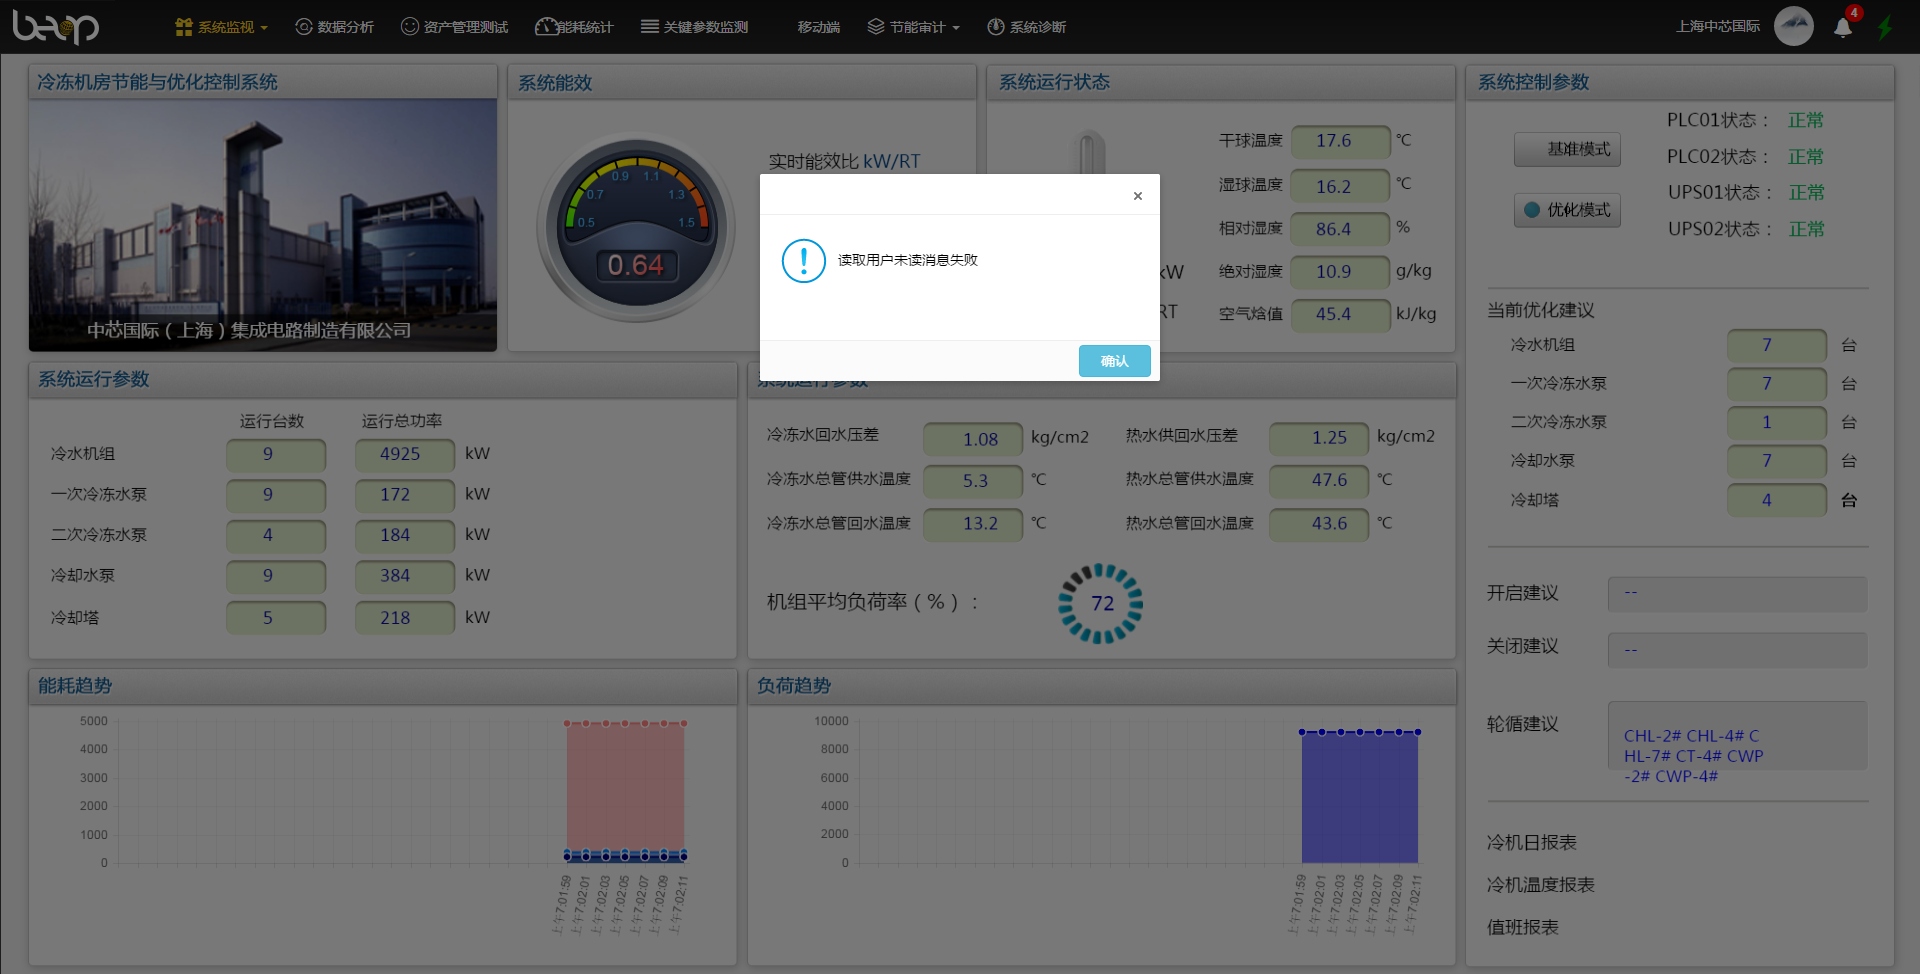 beop
系统监视
数据分析
资产管理测试
能耗统计
关键参数监测
移动端
节能审计
系统诊断
上海中芯国际
4
冷冻机房节能与优化控制系统
中芯国际（上海）集成电路制造有限公司
系统能效
实时能效比 kW/RT
0.5
0.7
0.9
1.1
1.3
1.5
0.64
kW
RT
×
读取用户未读消息失败
确认
系统运行状态
干球温度 17.6 ℃
湿球温度 16.2 ℃
相对湿度 86.4 %
绝对湿度 10.9 g/kg
空气焓值 45.4 kJ/kg
系统控制参数
基准模式
优化模式
PLC01状态： 正常
PLC02状态： 正常
UPS01状态： 正常
UPS02状态： 正常
当前优化建议
冷水机组 7 台
一次冷冻水泵 7 台
二次冷冻水泵 1 台
冷却水泵 7 台
冷却塔 4 台
开启建议 --
关闭建议 --
轮循建议
CHL-2# CHL-4# C
HL-7# CT-4# CWP
-2# CWP-4#
冷机日报表
冷机温度报表
值班报表
系统运行参数
运行台数 运行总功率
冷水机组 9 4925 kW
一次冷冻水泵 9 172 kW
二次冷冻水泵 4 184 kW
冷却水泵 9 384 kW
冷却塔 5 218 kW
系统运行参数
冷冻水回水压差 1.08 kg/cm2 热水供回水压差 1.25 kg/cm2
冷冻水总管供水温度 5.3 ℃ 热水总管供水温度 47.6 ℃
冷冻水总管回水温度 13.2 ℃ 热水总管回水温度 43.6 ℃
机组平均负荷率（%）： 72
能耗趋势
5000
4000
3000
2000
1000
0
上午7:01:59
上午7:02:01
上午7:02:03
上午7:02:05
上午7:02:07
上午7:02:09
上午7:02:11
负荷趋势
10000
8000
6000
4000
2000
0
上午7:01:59
上午7:02:01
上午7:02:03
上午7:02:05
上午7:02:07
上午7:02:09
上午7:02:11